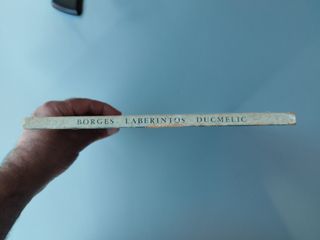 BORGES LABERINTOS DUCMELIC